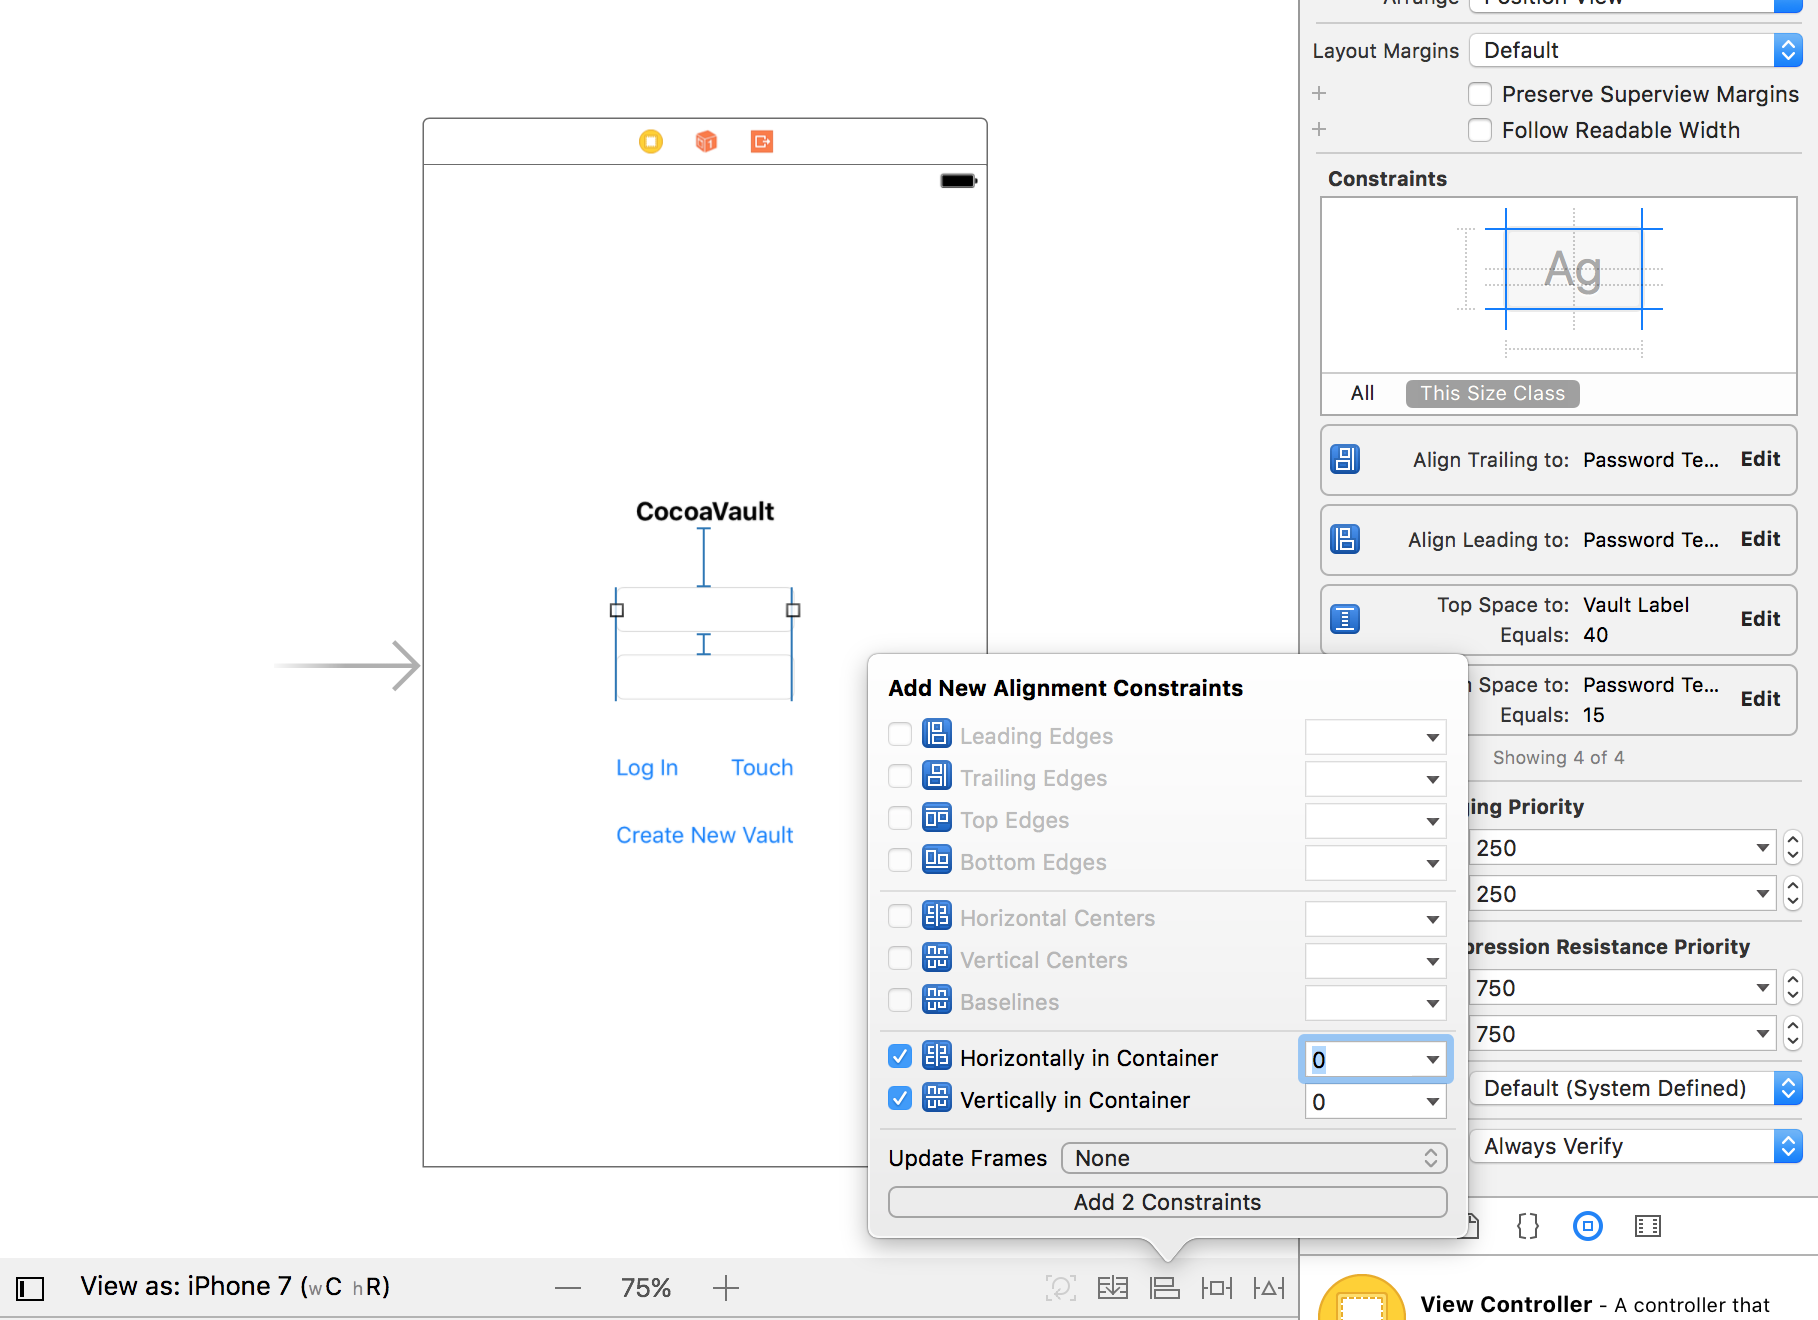 Layout Margins Default
Preserve Superview Margins
Follow Readable Width
Constraints
Ag
All This Size Class
Align Trailing to: Password Te... Edit
Align Leading to: Password Te... Edit
Top Space to: Vault Label Edit
Equals: 40
Space to: Password Te... Edit
Equals: 15
Showing 4 of 4
Priority
250
250
Resistance Priority
750
750
Default (System Defined)
Always Verify
View Controller - A controller that
CocoaVault
Log In Touch
Create New Vault
Add New Alignment Constraints
Leading Edges
Trailing Edges
Top Edges
Bottom Edges
Horizontal Centers
Vertical Centers
Baselines
Horizontally in Container 0
Vertically in Container 0
Update Frames None
Add 2 Constraints
View as: iPhone 7 (wC hR) 75%